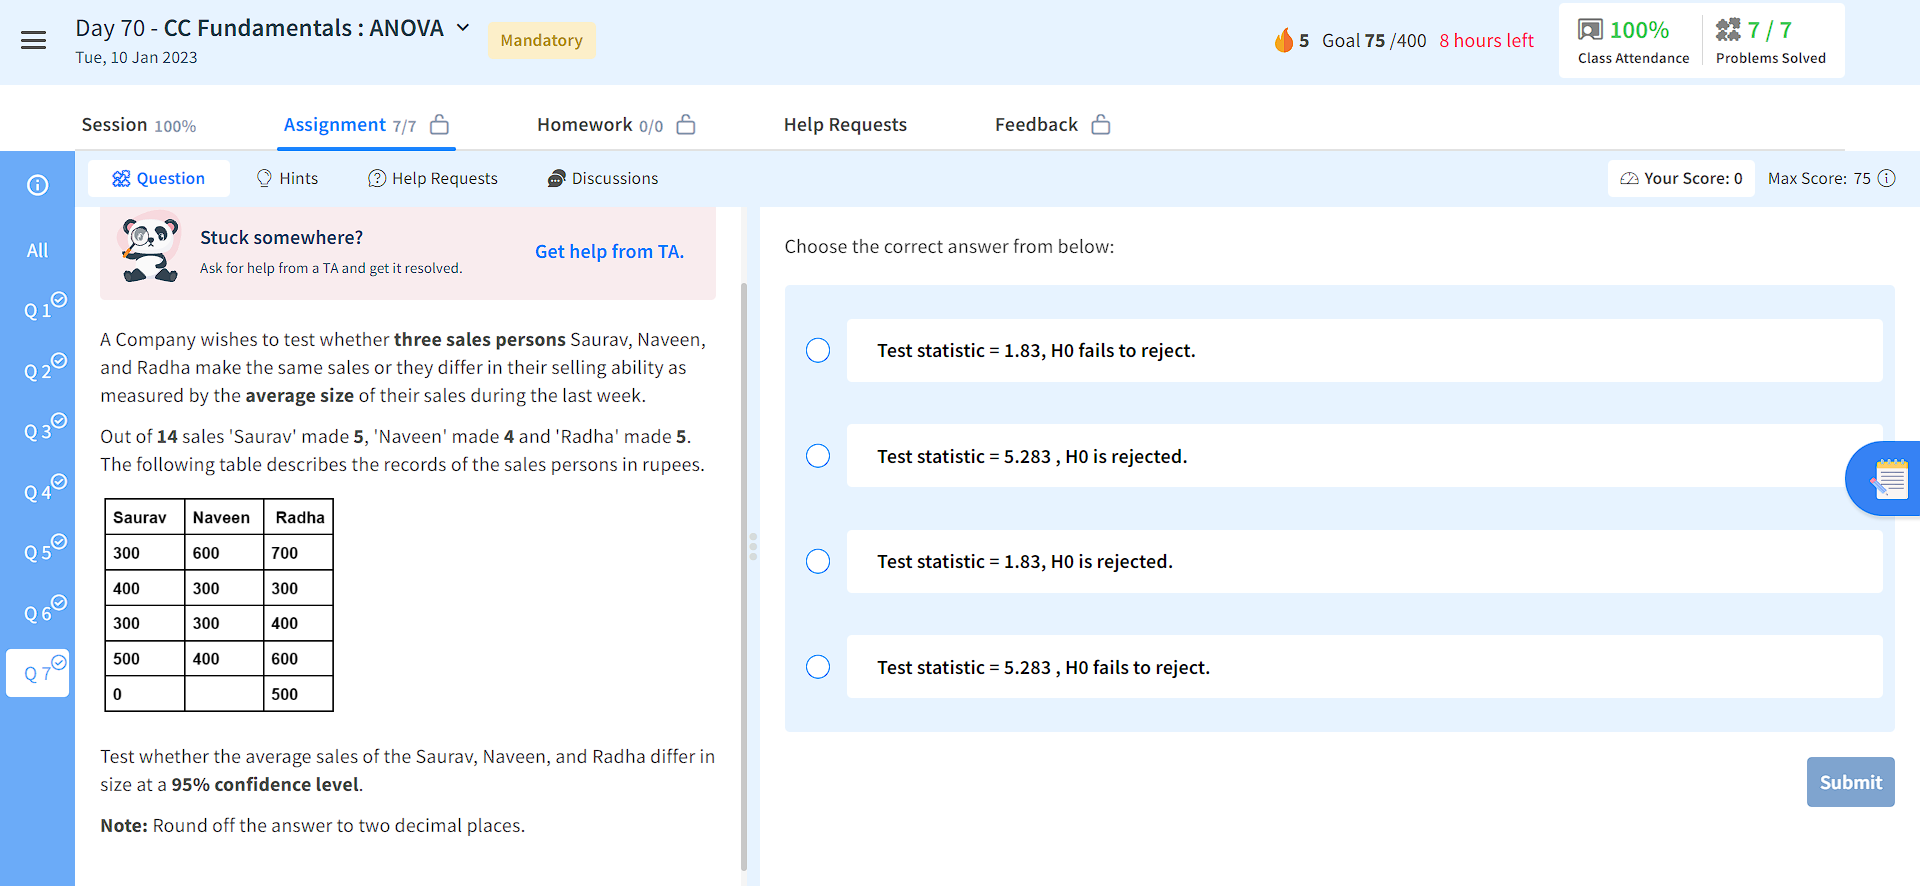 Day 70 - CC Fundamentals : ANOVA
Mandatory
Tue, 10 Jan 2023
5 Goal 75 /400 8 hours left
100%
Class Attendance
7 / 7
Problems Solved
Session 100%
Assignment 7/7
Homework 0/0
Help Requests
Feedback
Question
Hints
Help Requests
Discussions
Your Score: 0
Max Score: 75
All
Q 1
Q 2
Q 3
Q 4
Q 5
Q 6
Q 7
Stuck somewhere?
Ask for help from a TA and get it resolved.
Get help from TA.
A Company wishes to test whether three sales persons Saurav, Naveen,
and Radha make the same sales or they differ in their selling ability as
measured by the average size of their sales during the last week.
Out of 14 sales 'Saurav' made 5, 'Naveen' made 4 and 'Radha' made 5.
The following table describes the records of the sales persons in rupees.
Saurav Naveen Radha
300 600 700
400 300 300
300 300 400
500 400 600
0 500
Test whether the average sales of the Saurav, Naveen, and Radha differ in
size at a 95% confidence level.
Note: Round off the answer to two decimal places.
Choose the correct answer from below:
Test statistic = 1.83, H0 fails to reject.
Test statistic = 5.283 , H0 is rejected.
Test statistic = 1.83, H0 is rejected.
Test statistic = 5.283 , H0 fails to reject.
Submit